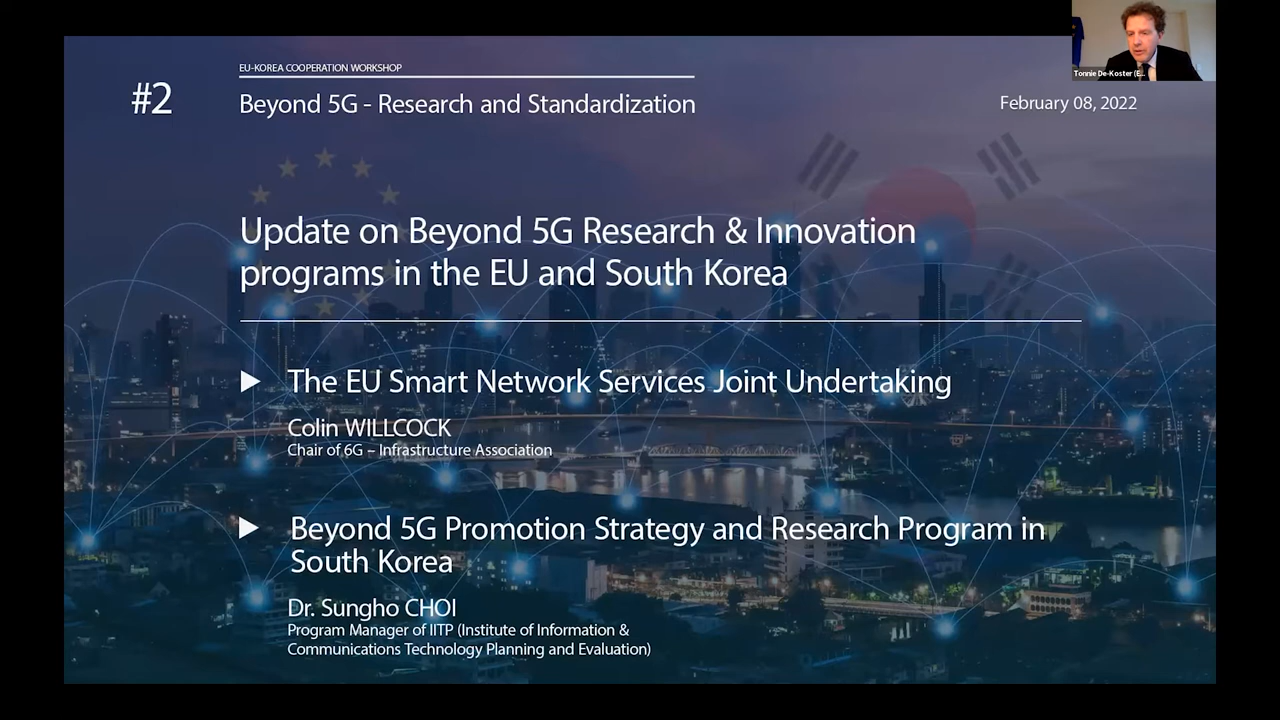 EU-KOREA COOPERATION WORKSHOP
#2
Beyond 5G - Research and Standardization
February 08, 2022
Tonnie De-Koster (E...
Update on Beyond 5G Research & Innovation
programs in the EU and South Korea
The EU Smart Network Services Joint Undertaking
Colin WILLCOCK
Chair of 6G – Infrastructure Association
Beyond 5G Promotion Strategy and Research Program in
South Korea
Dr. Sungho CHOI
Program Manager of IITP (Institute of Information &
Communications Technology Planning and Evaluation)